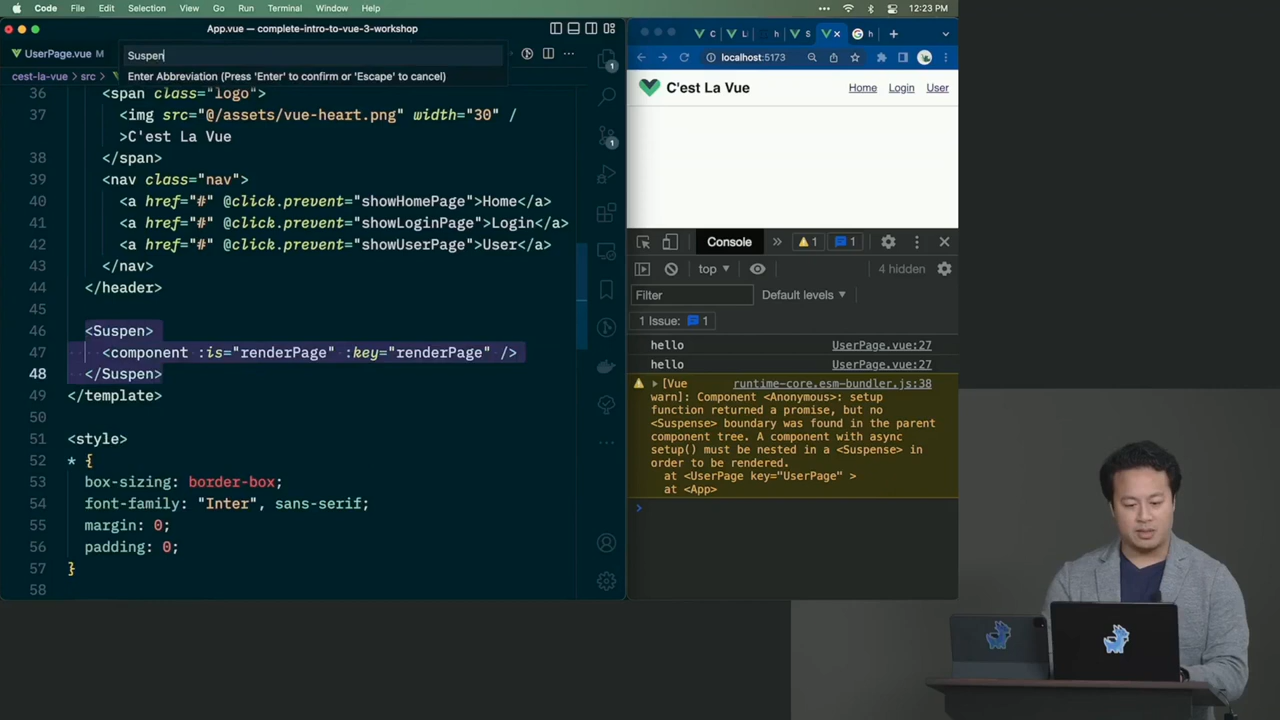 Code File Edit Selection View Go Run Terminal Window Help
12:23 PM
App.vue — complete-intro-to-vue-3-workshop
UserPage.vue M
Suspen
cest-la-vue > src >
Enter Abbreviation (Press 'Enter' to confirm or 'Escape' to cancel)
36 <span class="logo">
37 <img src="@/assets/vue-heart.png" width="30" /
>C'est La Vue
38 </span>
39 <nav class="nav">
40 <a href="#" @click.prevent="showHomePage">Home</a>
41 <a href="#" @click.prevent="showLoginPage">Login</a>
42 <a href="#" @click.prevent="showUserPage">User</a>
43 </nav>
44 </header>
45
46 <Suspen>
47 <component :is="renderPage" :key="renderPage" />
48 </Suspen>
49 </template>
50
51 <style>
52 * {
53 box-sizing: border-box;
54 font-family: "Inter", sans-serif;
55 margin: 0;
56 padding: 0;
57 }
58
1
1
C
S
localhost:5173
C'est La Vue
Home Login User
Console
1
1
top
4 hidden
Filter
Default levels
1 Issue: 1
hello UserPage.vue:27
hello UserPage.vue:27
[Vue runtime-core.esm-bundler.js:38
warn]: Component <Anonymous>: setup
function returned a promise, but no
<Suspense> boundary was found in the parent
component tree. A component with async
setup() must be nested in a <Suspense> in
order to be rendered.
at <UserPage key="UserPage" >
at <App>